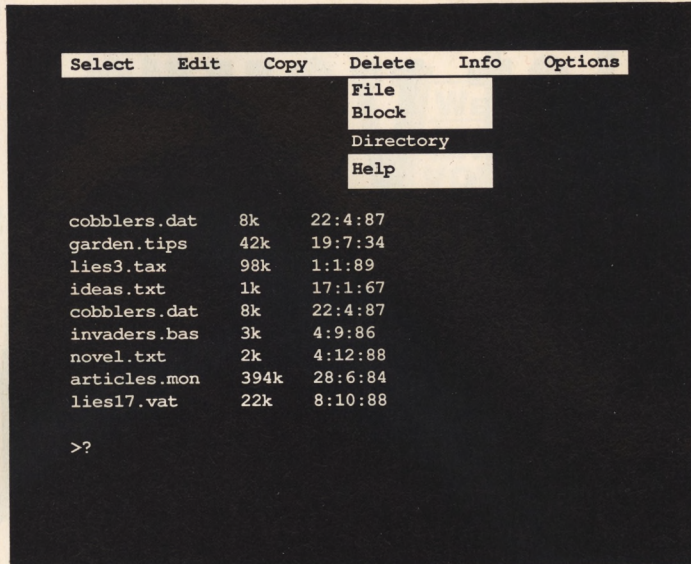 Select Edit Copy Delete Info Options
File
Block
Directory
Help
cobblers.dat 8k 22:4:87
garden.tips 42k 19:7:34
lies3.tax 98k 1:1:89
ideas.txt 1k 17:1:67
cobblers.dat 8k 22:4:87
invaders.bas 3k 4:9:86
novel.txt 2k 4:12:88
articles.mon 394k 28:6:84
lies17.vat 22k 8:10:88
>?